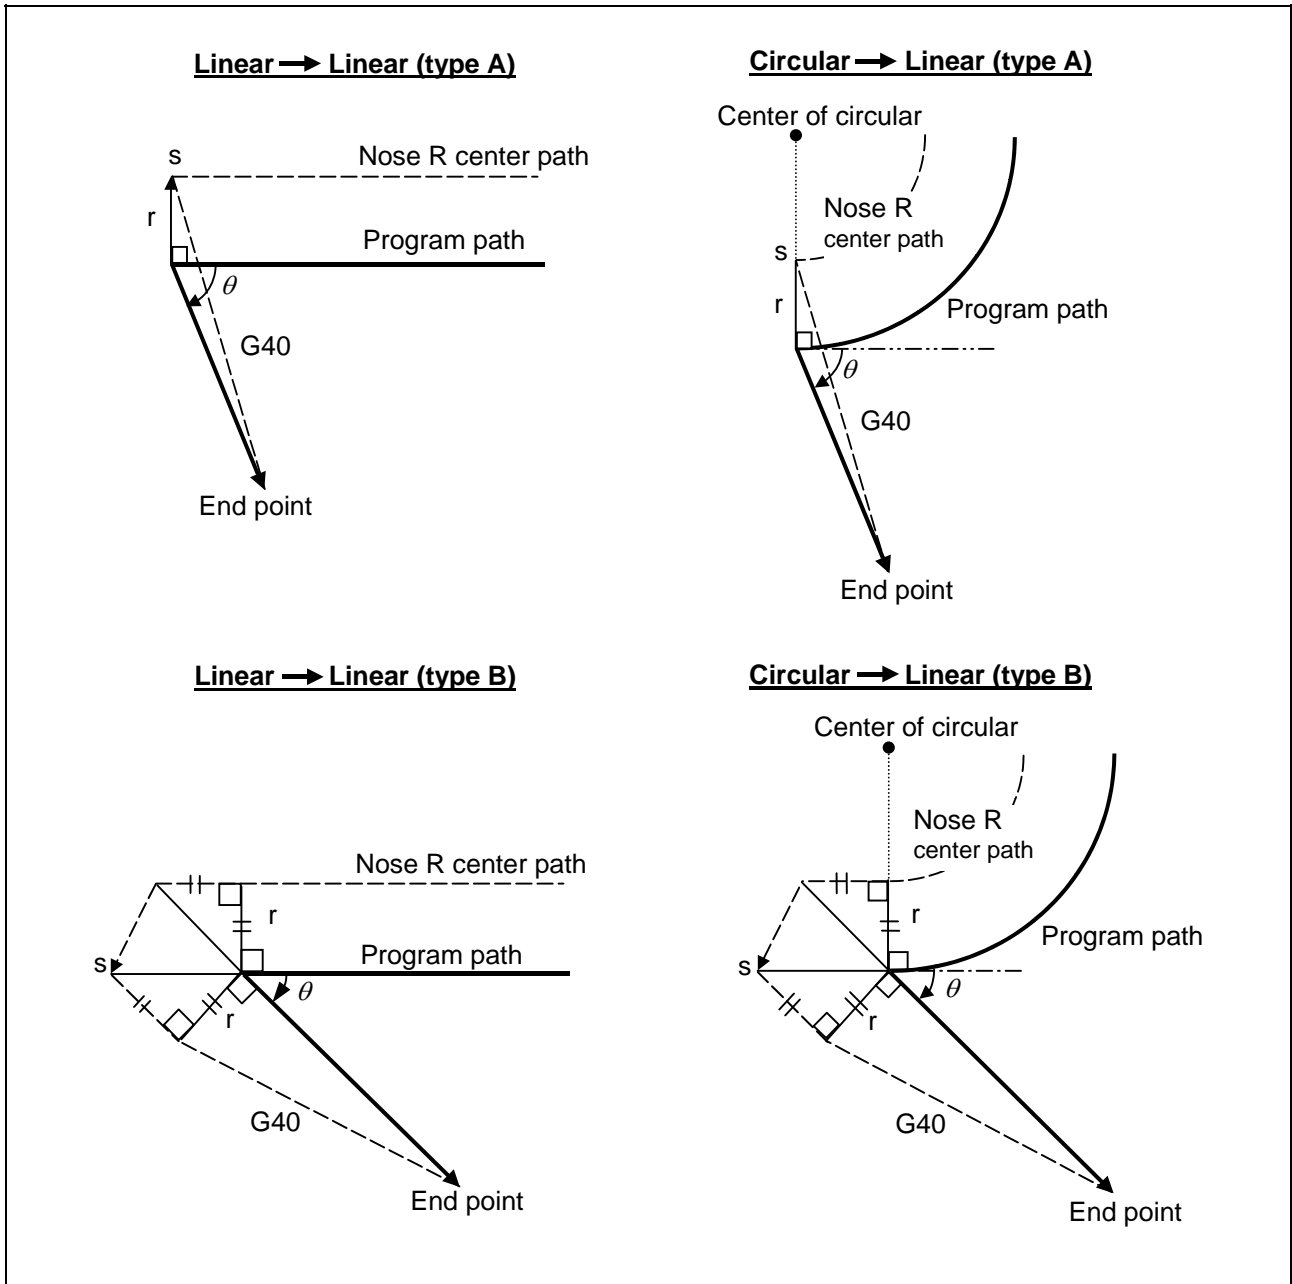 Linear → Linear (type A)
s
Nose R center path
r
Program path
θ
G40
End point
Circular → Linear (type A)
Center of circular
Nose R
center path
s
r
Program path
θ
G40
End point
Linear → Linear (type B)
Nose R center path
r
Program path
s
θ
r
G40
End point
Circular → Linear (type B)
Center of circular
Nose R
center path
r
Program path
s
θ
r
G40
End point